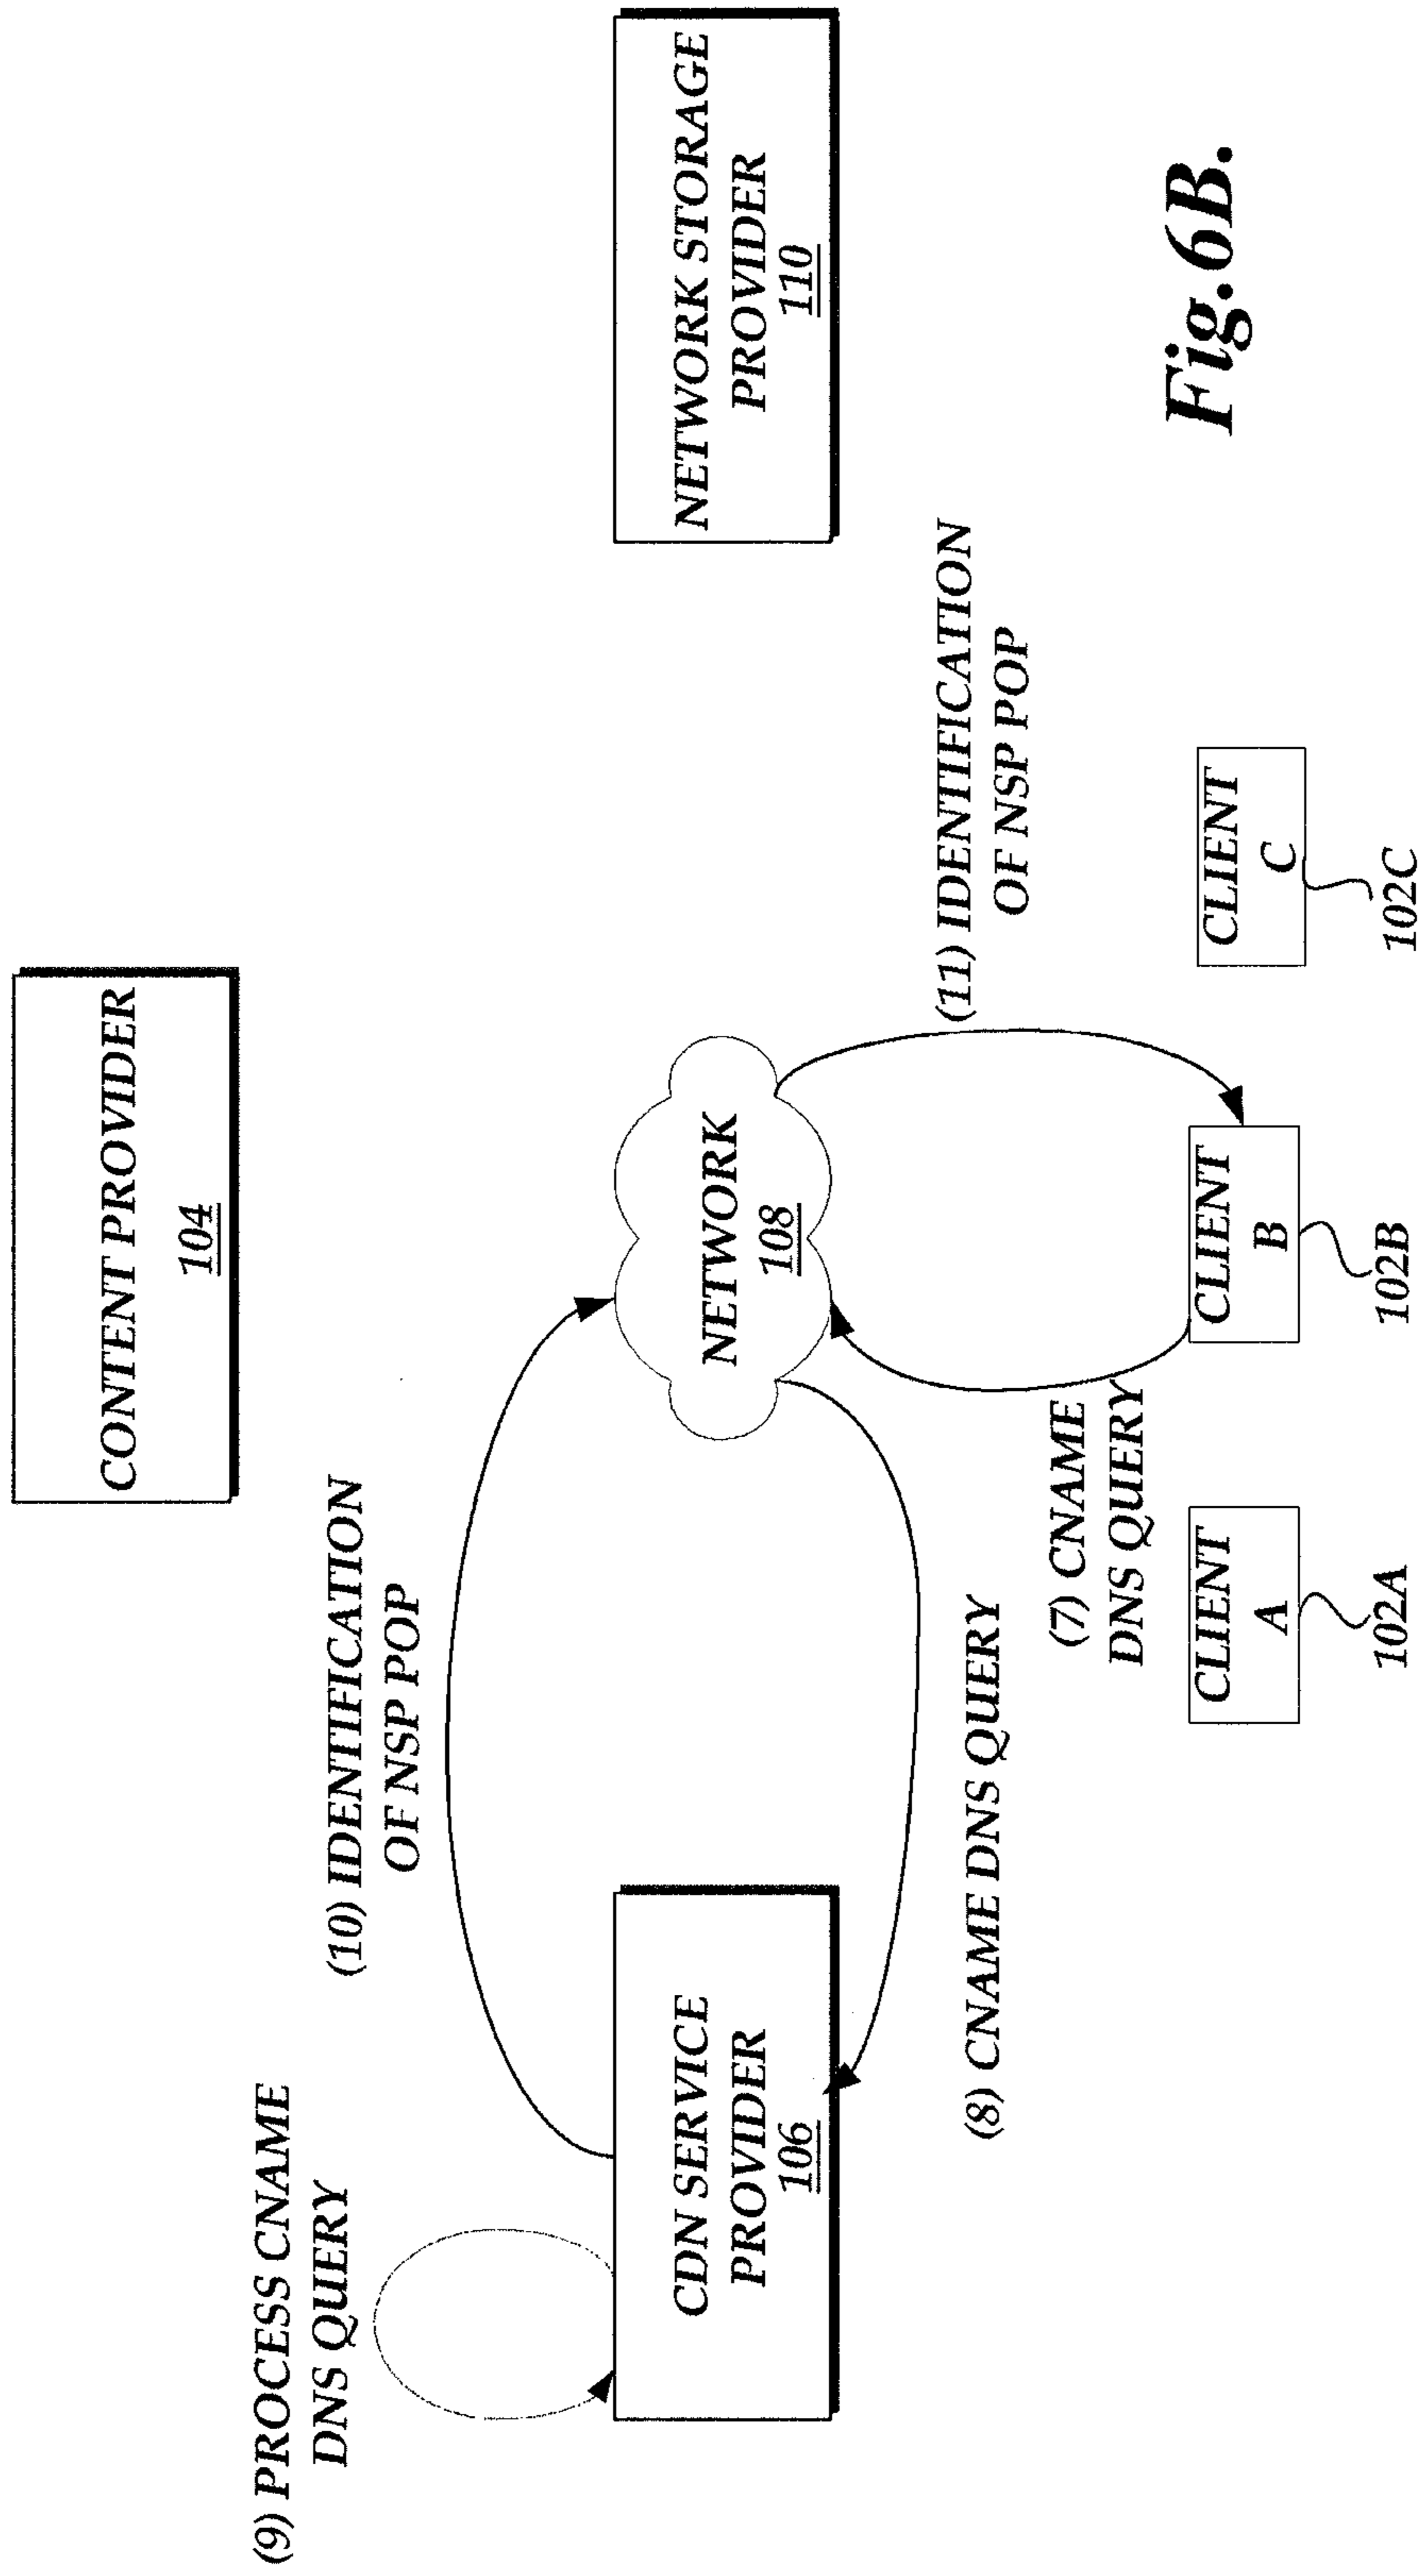 CONTENT PROVIDER
104
(9) PROCESS CNAME
DNS QUERY
(10) IDENTIFICATION
OF NSP POP
CDN SERVICE
PROVIDER
106
NETWORK
108
NETWORK STORAGE
PROVIDER
110
(8) CNAME DNS QUERY
(7) CNAME
DNS QUERY
(11) IDENTIFICATION
OF NSP POP
CLIENT
A
102A
CLIENT
B
102B
CLIENT
C
102C
Fig.6B.